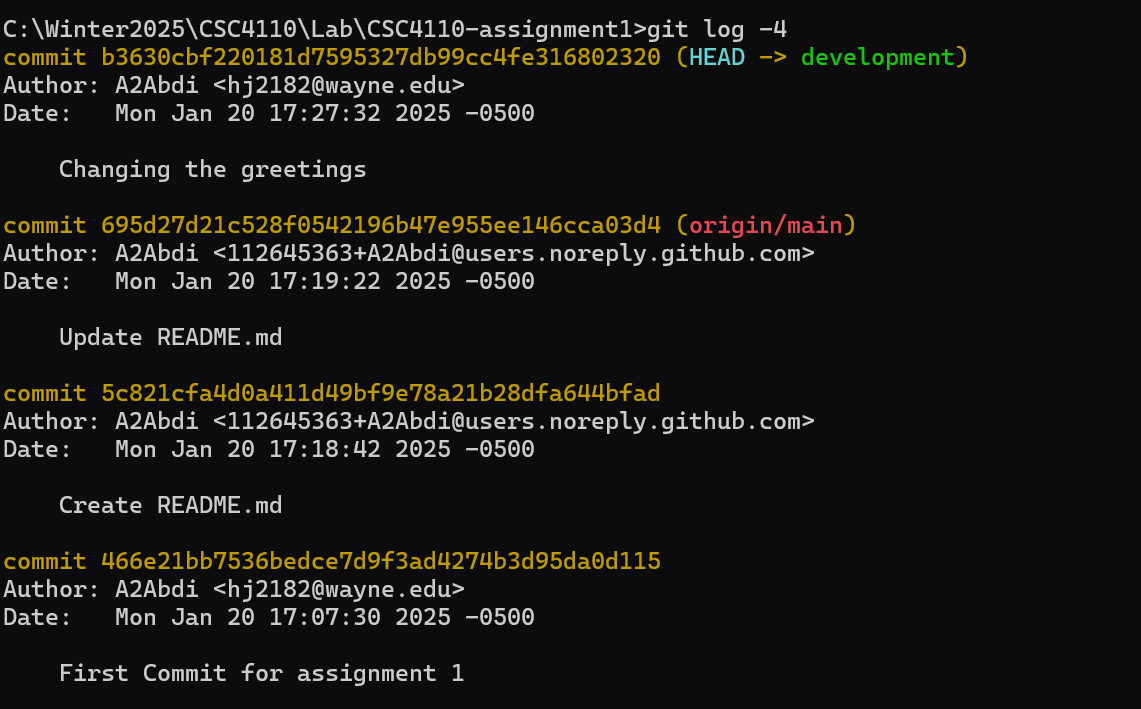 C:\Winter2025\CSC4110\Lab\CSC4110-assignment1>git log -4
commit b3630cbf220181d7595327db99cc4fe316802320 (HEAD -> development)
Author: A2Abdi <hj2182@wayne.edu>
Date:   Mon Jan 20 17:27:32 2025 -0500
    Changing the greetings
commit 695d27d21c528f0542196b47e955ee146cca03d4 (origin/main)
Author: A2Abdi <112645363+A2Abdi@users.noreply.github.com>
Date:   Mon Jan 20 17:19:22 2025 -0500
    Update README.md
commit 5c821cfa4d0a411d49bf9e78a21b28dfa644bfad
Author: A2Abdi <112645363+A2Abdi@users.noreply.github.com>
Date:   Mon Jan 20 17:18:42 2025 -0500
    Create README.md
commit 466e21bb7536bedce7d9f3ad4274b3d95da0d115
Author: A2Abdi <hj2182@wayne.edu>
Date:   Mon Jan 20 17:07:30 2025 -0500
    First Commit for assignment 1